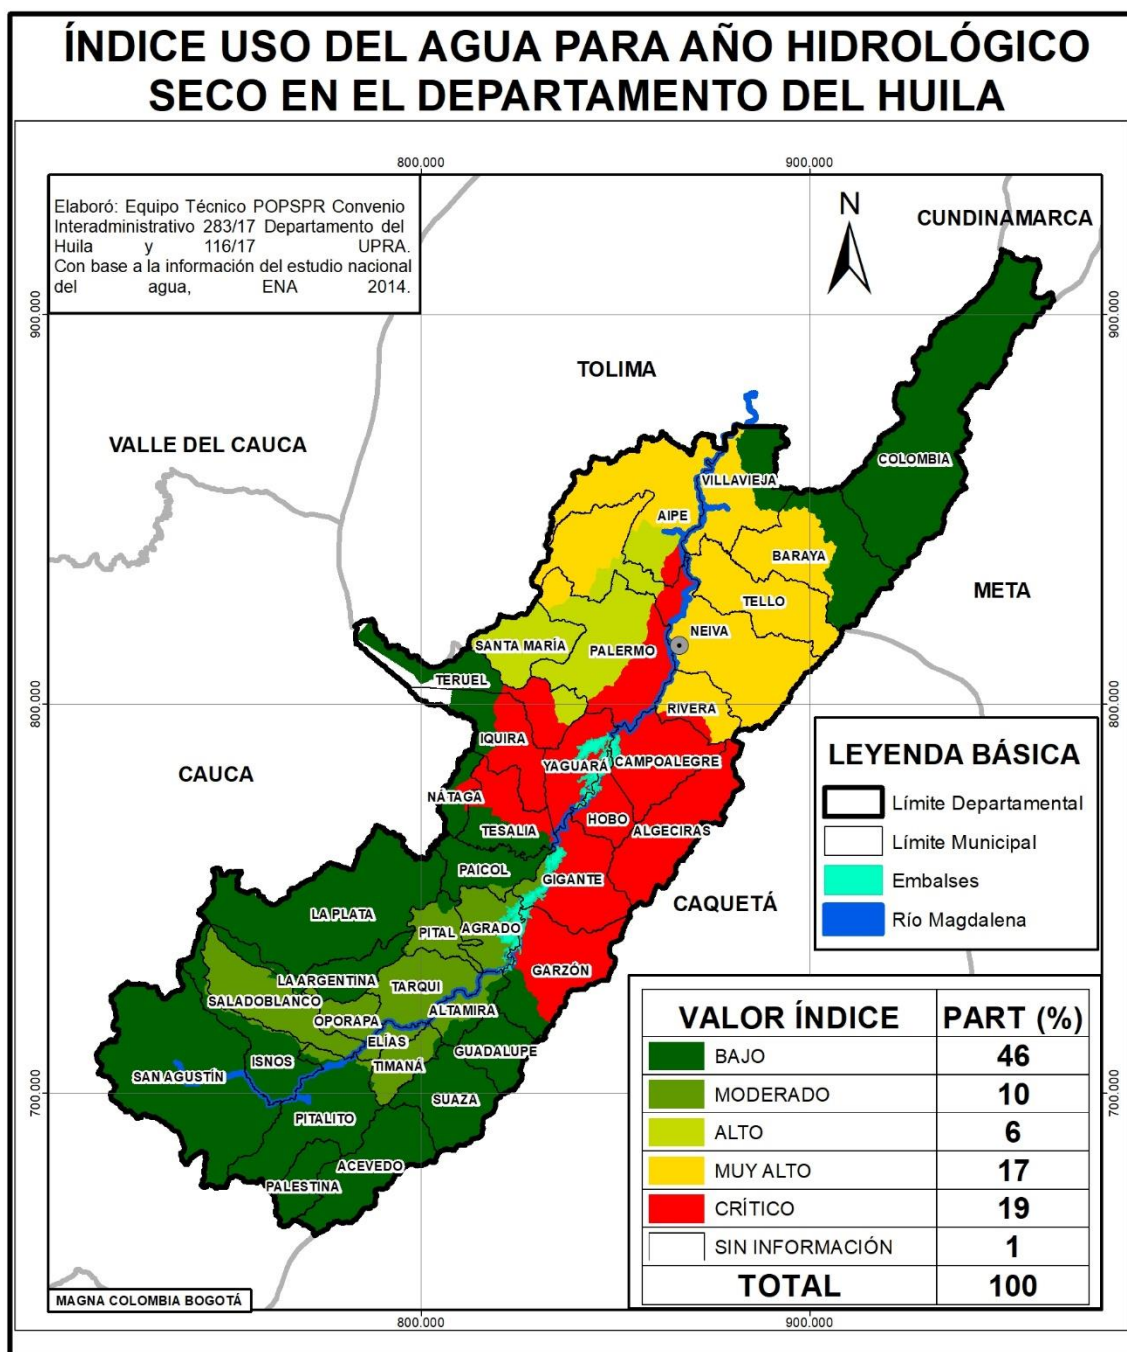 ÍNDICE USO DEL AGUA PARA AÑO HIDROLÓGICO
SECO EN EL DEPARTAMENTO DEL HUILA
800.000
900.000
Elaboró: Equipo Técnico POPSPR Convenio
Interadministrativo 283/17 Departamento del
Huila y 116/17 UPRA.
Con base a la información del estudio nacional
del agua, ENA 2014.
N
CUNDINAMARCA
900.000
900.000
TOLIMA
VALLE DEL CAUCA
COLOMBIA
VILLAVIEJA
AIPE
BARAYA
META
TELLO
NEIVA
SANTA MARÍA
PALERMO
TERUEL
800.000
800.000
RIVERA
IQUIRA
YAGUARÁ
CAMPOALEGRE
CAUCA
NÁTAGA
HOBO
TESALIA
ALGECIRAS
PAICOL
GIGANTE
CAQUETÁ
LA PLATA
PITAL
AGRADO
GARZÓN
LA ARGENTINA
TARQUI
SALADOBLANCO
ALTAMIRA
OPORAPA
ELÍAS
GUADALUPE
ISNOS
TIMANÁ
SAN AGUSTÍN
SUAZA
700.000
700.000
PITALITO
ACEVEDO
PALESTINA
LEYENDA BÁSICA
Límite Departamental
Límite Municipal
Embalses
Río Magdalena
VALOR ÍNDICE PART (%)
BAJO 46
MODERADO 10
ALTO 6
MUY ALTO 17
CRÍTICO 19
SIN INFORMACIÓN 1
TOTAL 100
MAGNA COLOMBIA BOGOTÁ
800.000
900.000